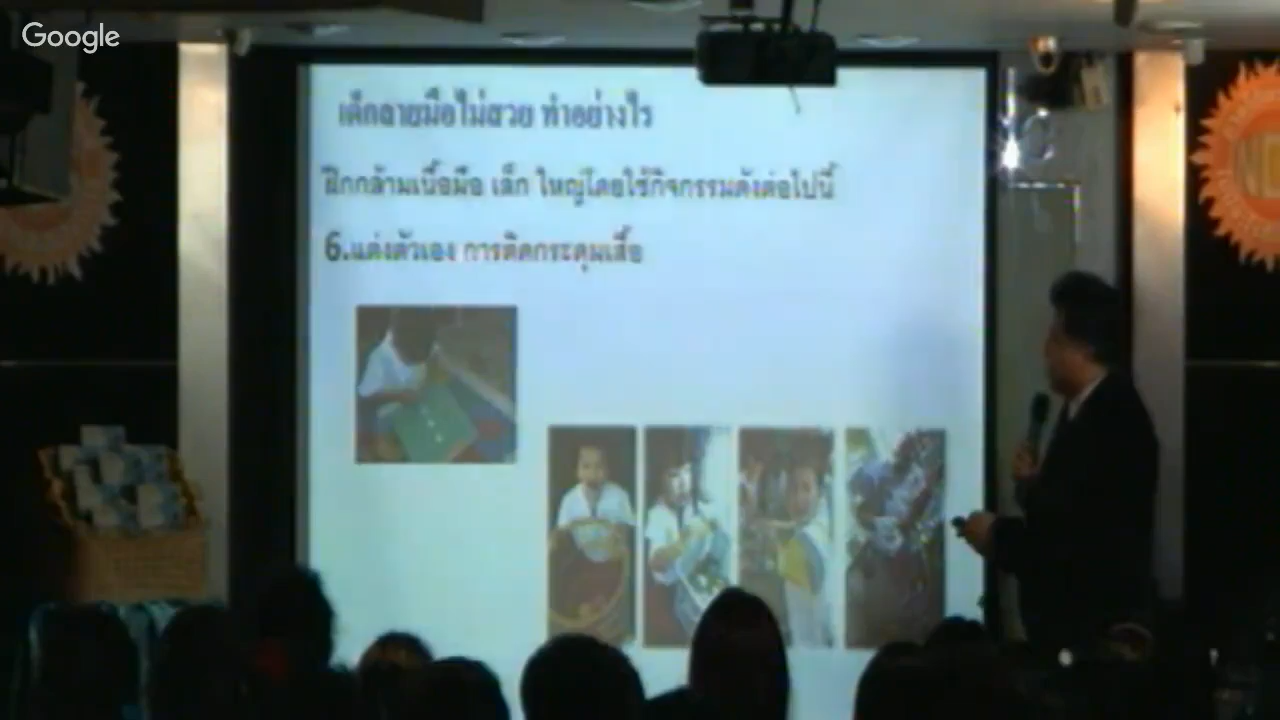 Google
เด็กลายมือไม่สวย ทำอย่างไร
ฝึกกล้ามเนื้อมือ เล็ก ใหญ่โดยใช้กิจกรรมดังต่อไปนี้
6.แต่งตัวเอง การติดกระดุมเสื้อ